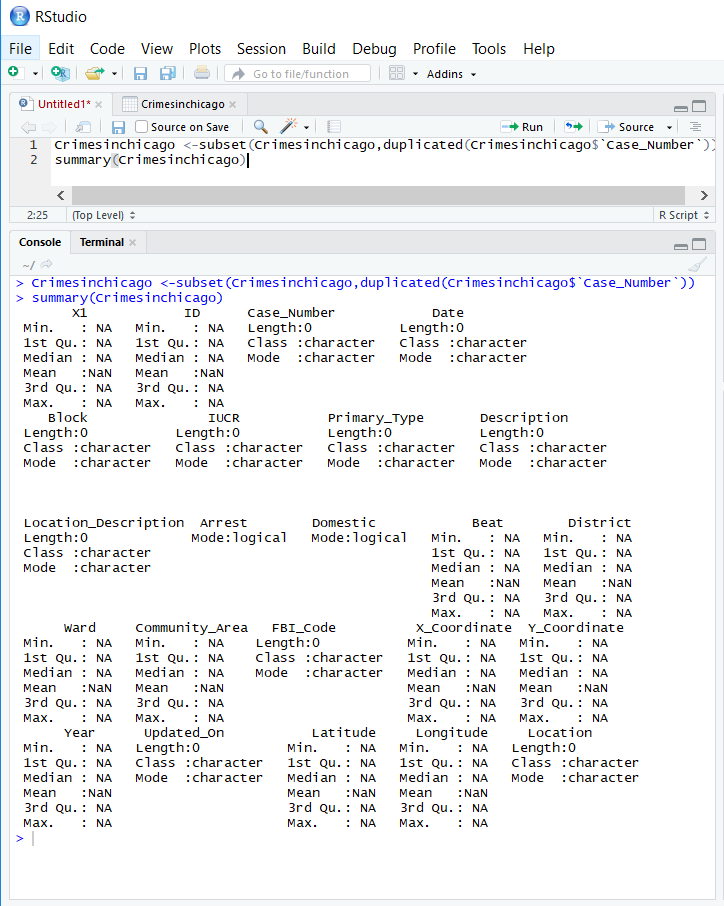 RStudio
File Edit Code View Plots Session Build Debug Profile Tools Help
Go to file/function Addins
Untitled1* Crimesinchicago
Source on Save Run Source
1 Crimesinchicago <-subset(Crimesinchicago,duplicated(Crimesinchicago$`Case_Number`))
2 summary(Crimesinchicago)
2:25 (Top Level) R Script
Console Terminal
~/
> Crimesinchicago <-subset(Crimesinchicago,duplicated(Crimesinchicago$`Case_Number`))
> summary(Crimesinchicago)
X1 ID Case_Number Date
Min. : NA Min. : NA Length:0 Length:0
1st Qu.: NA 1st Qu.: NA Class :character Class :character
Median : NA Median : NA Mode :character Mode :character
Mean :NaN Mean :NaN
3rd Qu.: NA 3rd Qu.: NA
Max. : NA Max. : NA
Block IUCR Primary_Type Description
Length:0 Length:0 Length:0 Length:0
Class :character Class :character Class :character Class :character
Mode :character Mode :character Mode :character Mode :character
Location_Description Arrest Domestic Beat District
Length:0 Mode:logical Mode:logical Min. : NA Min. : NA
Class :character 1st Qu.: NA 1st Qu.: NA
Mode :character Median : NA Median : NA
Mean :NaN Mean :NaN
3rd Qu.: NA 3rd Qu.: NA
Max. : NA Max. : NA
Ward Community_Area FBI_Code X_Coordinate Y_Coordinate
Min. : NA Min. : NA Length:0 Min. : NA Min. : NA
1st Qu.: NA 1st Qu.: NA Class :character 1st Qu.: NA 1st Qu.: NA
Median : NA Median : NA Mode :character Median : NA Median : NA
Mean :NaN Mean :NaN Mean :NaN Mean :NaN
3rd Qu.: NA 3rd Qu.: NA 3rd Qu.: NA 3rd Qu.: NA
Max. : NA Max. : NA Max. : NA Max. : NA
Year Updated_On Latitude Longitude Location
Min. : NA Length:0 Min. : NA Min. : NA Length:0
1st Qu.: NA Class :character 1st Qu.: NA 1st Qu.: NA Class :character
Median : NA Mode :character Median : NA Median : NA Mode :character
Mean :NaN Mean :NaN Mean :NaN
3rd Qu.: NA 3rd Qu.: NA 3rd Qu.: NA
Max. : NA Max. : NA Max. : NA
>